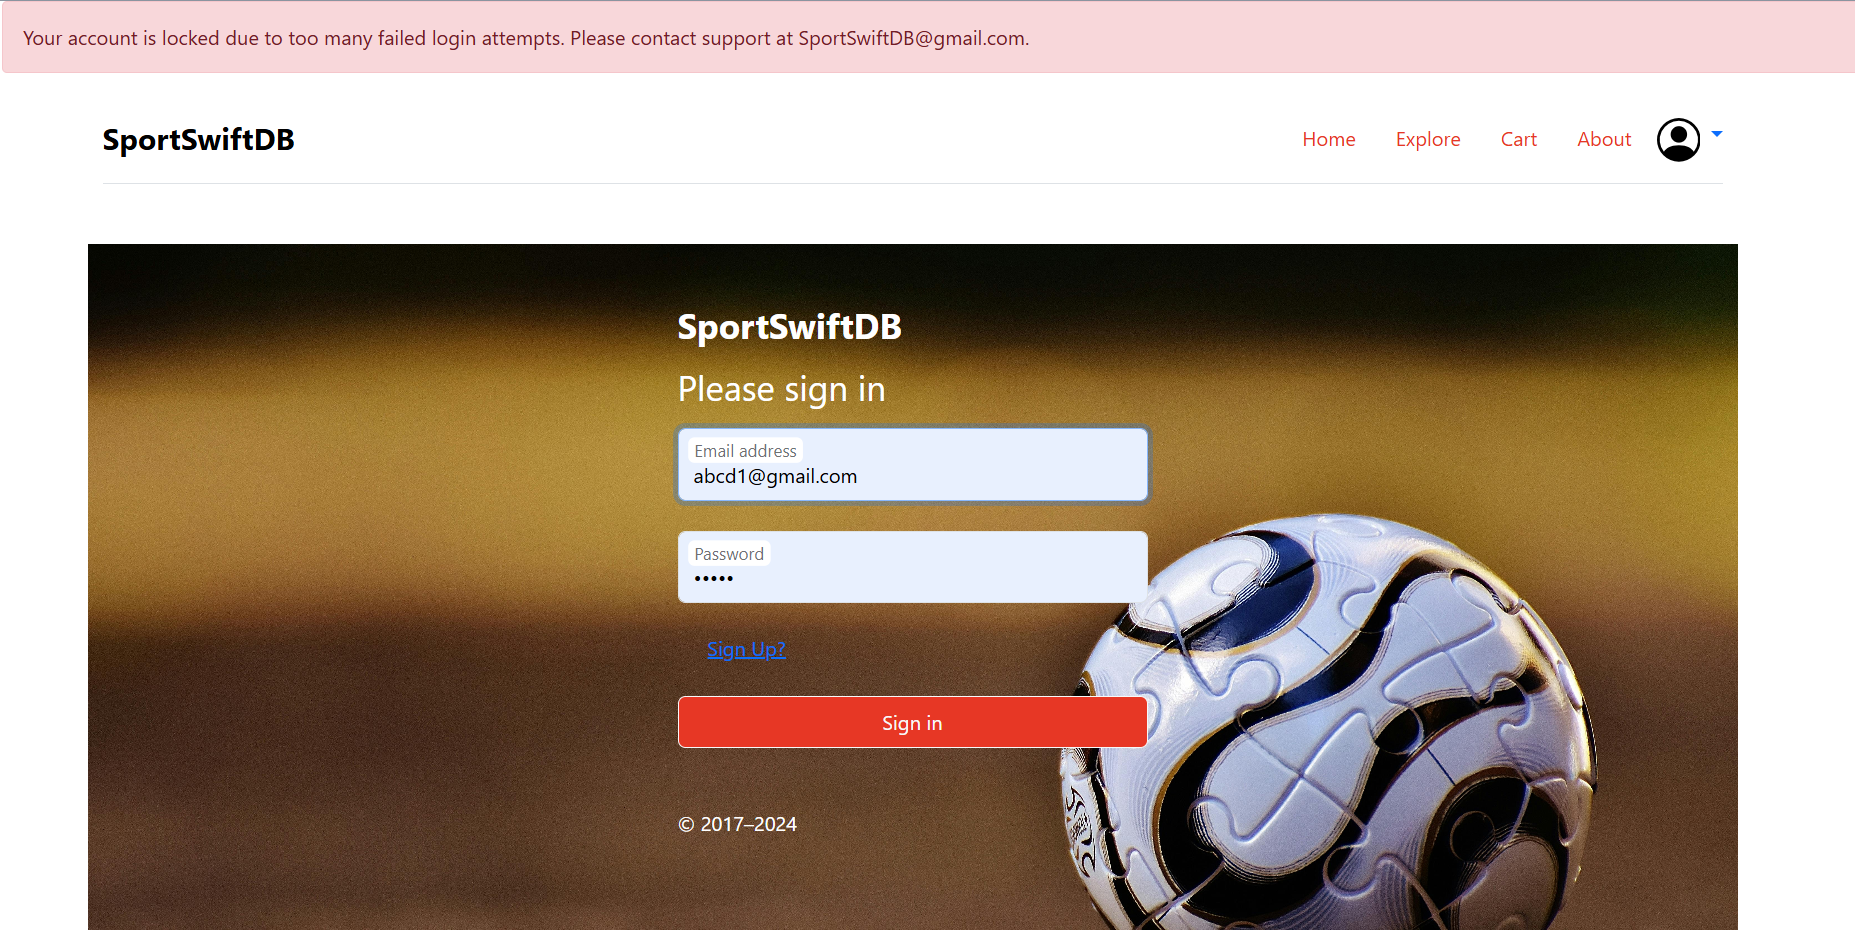 Your account is locked due to too many failed login attempts. Please contact support at SportSwiftDB@gmail.com.
SportSwiftDB
Home
Explore
Cart
About
SportSwiftDB
Please sign in
Email address
abcd1@gmail.com
Password
•••••
Sign Up?
Sign in
© 2017–2024